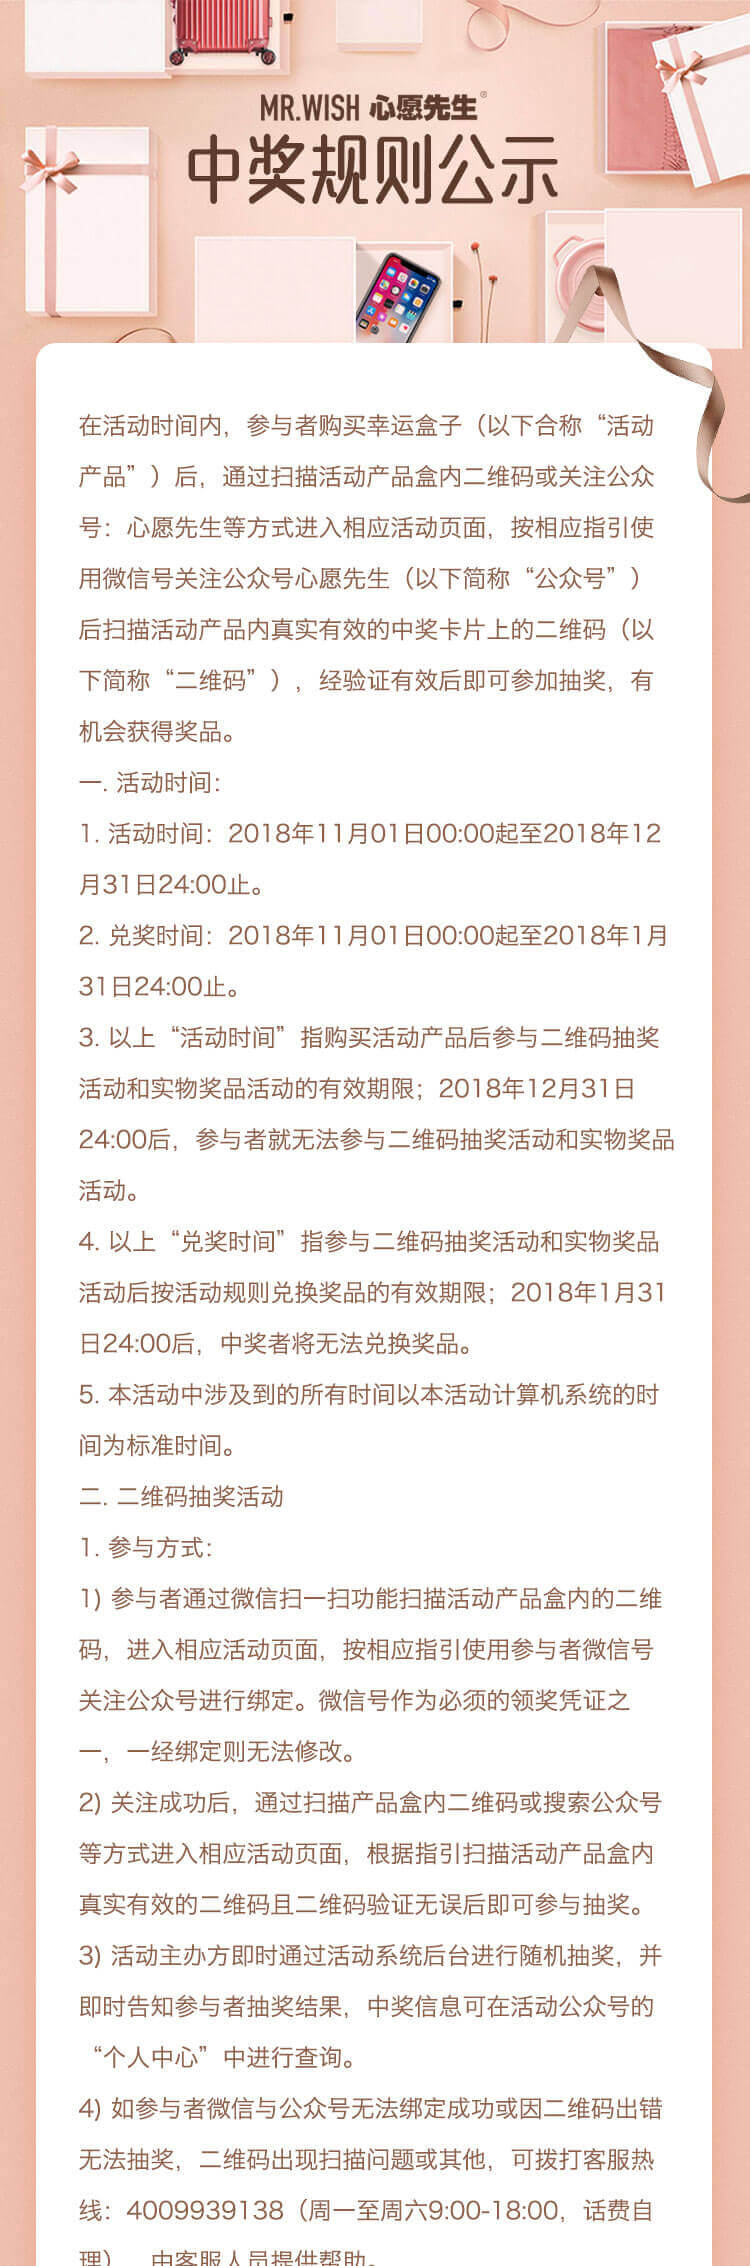 MR.WISH 心愿先生®
中奖规则公示
在活动时间内，参与者购买幸运盒子（以下合称“活动
产品”）后，通过扫描活动产品盒内二维码或关注公众
号：心愿先生等方式进入相应活动页面，按相应指引使
用微信号关注公众号心愿先生（以下简称“公众号”）
后扫描活动产品内真实有效的中奖卡片上的二维码（以
下简称“二维码”），经验证有效后即可参加抽奖，有
机会获得奖品。
一. 活动时间：
1. 活动时间：2018年11月01日00:00起至2018年12
月31日24:00止。
2. 兑奖时间：2018年11月01日00:00起至2018年1月
31日24:00止。
3. 以上“活动时间”指购买活动产品后参与二维码抽奖
活动和实物奖品活动的有效期限；2018年12月31日
24:00后，参与者就无法参与二维码抽奖活动和实物奖品
活动。
4. 以上“兑奖时间”指参与二维码抽奖活动和实物奖品
活动后按活动规则兑换奖品的有效期限；2018年1月31
日24:00后，中奖者将无法兑换奖品。
5. 本活动中涉及到的所有时间以本活动计算机系统的时
间为标准时间。
二. 二维码抽奖活动
1. 参与方式：
1) 参与者通过微信扫一扫功能扫描活动产品盒内的二维
码，进入相应活动页面，按相应指引使用参与者微信号
关注公众号进行绑定。微信号作为必须的领奖凭证之
一，一经绑定则无法修改。
2) 关注成功后，通过扫描产品盒内二维码或搜索公众号
等方式进入相应活动页面，根据指引扫描活动产品盒内
真实有效的二维码且二维码验证无误后即可参与抽奖。
3) 活动主办方即时通过活动系统后台进行随机抽奖，并
即时告知参与者抽奖结果，中奖信息可在活动公众号的
“个人中心”中进行查询。
4) 如参与者微信与公众号无法绑定成功或因二维码出错
无法抽奖，二维码出现扫描问题或其他，可拨打客服热
线：4009939138（周一至周六9:00-18:00，话费自
理），由客服人员提供帮助。